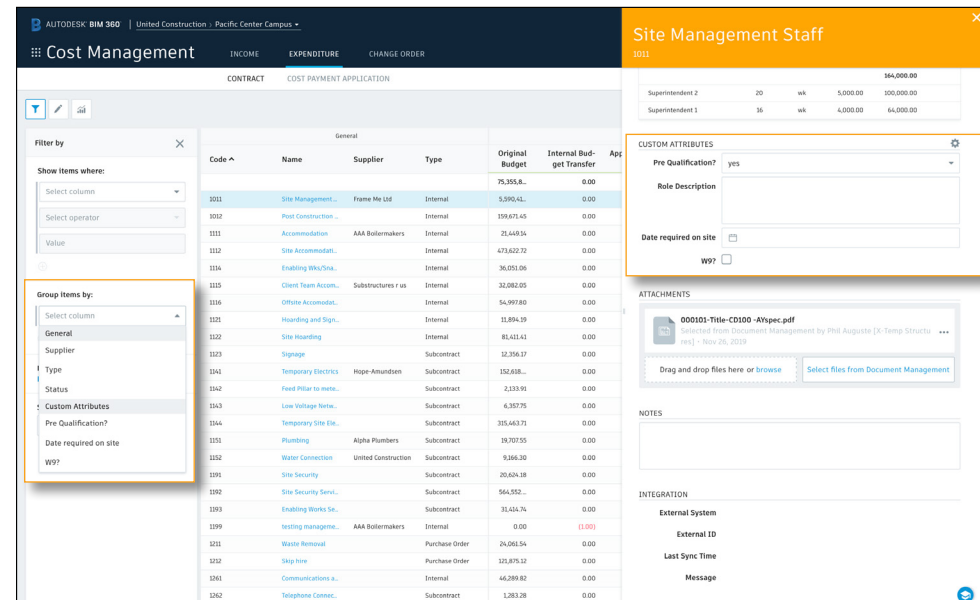 AUTODESK® BIM 360° | United Construction › Pacific Center Campus
Cost Management INCOME EXPENDITURE CHANGE ORDER
CONTRACT COST PAYMENT APPLICATION
Filter by
Show items where:
Select column
Select operator
Value
Group items by:
Select column
General
Supplier
Type
Status
Custom Attributes
Pre Qualification?
Date required on site
W9?
General
Code Name Supplier Type Original Budget Internal Bud-get Transfer App
75,355,8... 0.00
1011 Site Management .. Frame Me Ltd Internal 5,590,41.. 0.00
1012 Post Construction .. Internal 159,671.45 0.00
1111 Accommodation AAA Boilermakers Internal 21,449.14 0.00
1112 Site Accommodati.. Internal 473,622.72 0.00
1114 Enabling Wks/Sna.. Internal 36,051.06 0.00
1115 Client Team Accom.. Substructures r us Internal 32,082.05 0.00
1116 Offsite Accomodat.. Internal 54,997.80 0.00
1121 Hoarding and Sign.. Internal 11,894.19 0.00
1122 Site Hoarding Internal 81,411.41 0.00
1123 Signage Subcontract 12,356.17 0.00
1141 Temporary Electrics Hope-Amundsen Subcontract 152,618... 0.00
1142 Feed Pillar to mete.. Subcontract 2,133.91 0.00
1143 Low Voltage Netw.. Subcontract 6,357.75 0.00
1144 Temporary Site Ele.. Subcontract 315,463.71 0.00
1151 Plumbing Alpha Plumbers Subcontract 19,707.55 0.00
1152 Water Connection United Construction Subcontract 9,166.30 0.00
1191 Site Security Subcontract 20,624.18 0.00
1192 Site Security Servi.. Subcontract 564,552... 0.00
1193 Enabling Works Se.. Subcontract 31,414.74 0.00
1199 testing manageme.. AAA Boilermakers Internal 0.00 (1.00)
1211 Waste Removal Purchase Order 24,061.54 0.00
1212 Skip hire Purchase Order 121,875.12 0.00
1261 Communications a.. Internal 46,289.82 0.00
1262 Telephone Connec.. Subcontract 1,283.28 0.00
Site Management Staff
1011
164,000.00
Superintendent 2 20 wk 5,000.00 100,000.00
Superintendent 1 16 wk 4,000.00 64,000.00
CUSTOM ATTRIBUTES
Pre Qualification? yes
Role Description
Date required on site
W9?
ATTACHMENTS
000101-Title-CD100 -AYspec.pdf
Selected from Document Management by Phil Auguste [X-Temp Structu
res] • Nov 26, 2019
Drag and drop files here or browse Select files from Document Management
NOTES
INTEGRATION
External System
External ID
Last Sync Time
Message